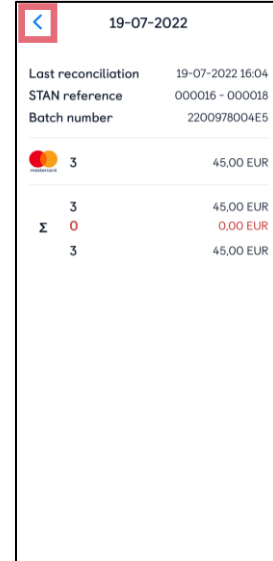 19-07-2022
Last reconciliation 19-07-2022 16:04
STAN reference 000016 - 000018
Batch number 2200978004E5
mastercard 3 45,00 EUR
3 45,00 EUR
Σ 0 0,00 EUR
3 45,00 EUR